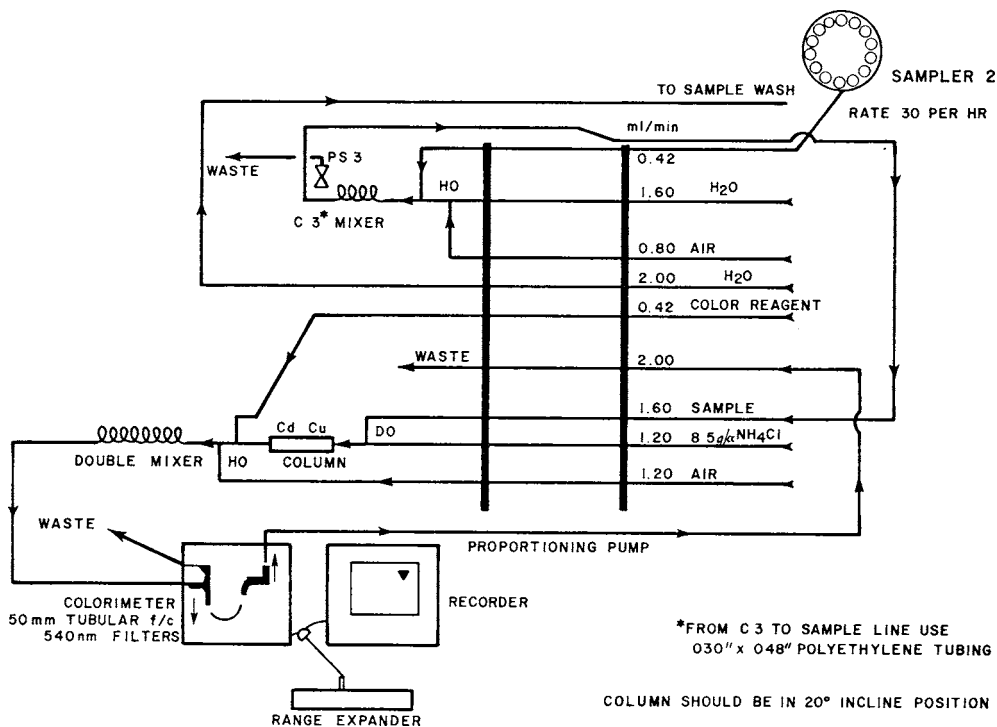 SAMPLER 2
TO SAMPLE WASH
RATE 30 PER HR
ml/min
PS 3
WASTE
0.42
HO
1.60 H2O
C 3* MIXER
0.80 AIR
2.00 H2O
0.42 COLOR REAGENT
WASTE
2.00
1.60 SAMPLE
Cd Cu
DO
1.20 8 5g/ NH4Cl
DOUBLE MIXER
HO
COLUMN
1.20 AIR
WASTE
PROPORTIONING PUMP
COLORIMETER
50mm TUBULAR f/c
540nm FILTERS
RECORDER
*FROM C 3 TO SAMPLE LINE USE
030" x 048" POLYETHYLENE TUBING
COLUMN SHOULD BE IN 20° INCLINE POSITION
RANGE EXPANDER